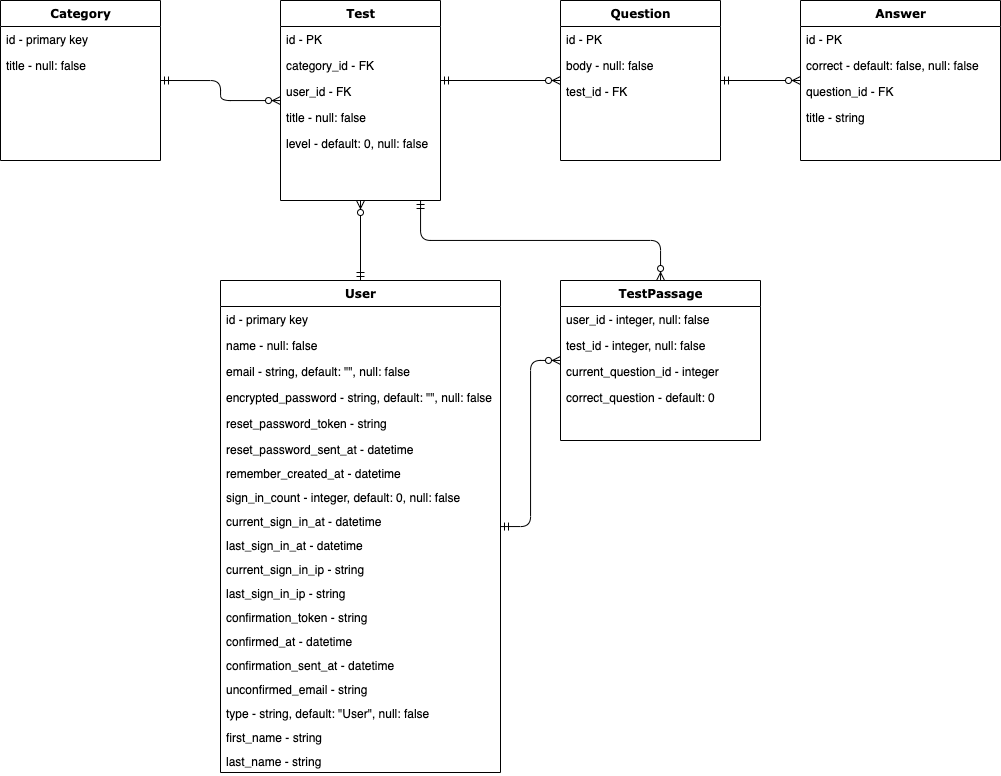 Category
id - primary key
title - null: false
Test
id - PK
category_id - FK
user_id - FK
title - null: false
level - default: 0, null: false
Question
id - PK
body - null: false
test_id - FK
Answer
id - PK
correct - default: false, null: false
question_id - FK
title - string
User
id - primary key
name - null: false
email - string, default: "", null: false
encrypted_password - string, default: "", null: false
reset_password_token - string
reset_password_sent_at - datetime
remember_created_at - datetime
sign_in_count - integer, default: 0, null: false
current_sign_in_at - datetime
last_sign_in_at - datetime
current_sign_in_ip - string
last_sign_in_ip - string
confirmation_token - string
confirmed_at - datetime
confirmation_sent_at - datetime
unconfirmed_email - string
type - string, default: "User", null: false
first_name - string
last_name - string
TestPassage
user_id - integer, null: false
test_id - integer, null: false
current_question_id - integer
correct_question - default: 0